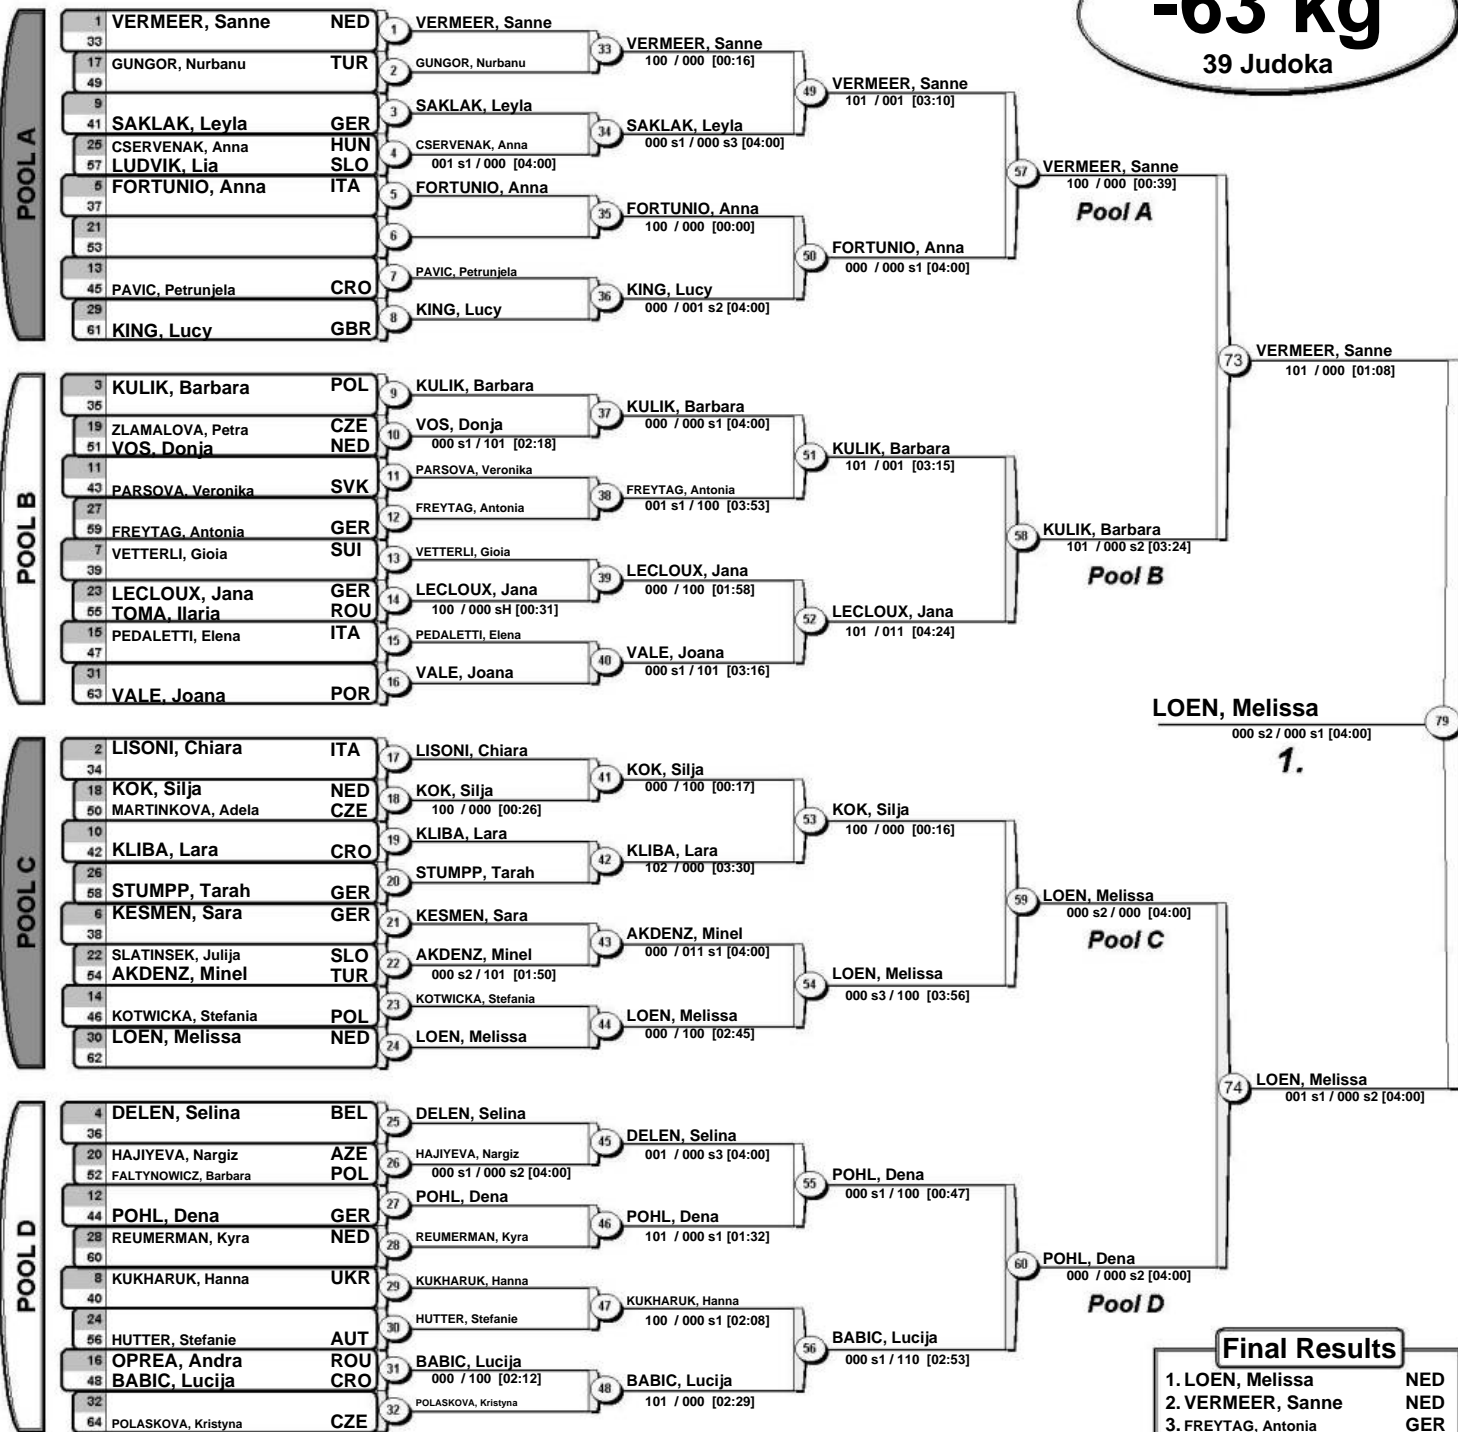 -63 kg
39 Judoka
POOL A
1 VERMEER, Sanne NED
33
17 GUNGOR, Nurbanu TUR
49
9
41 SAKLAK, Leyla GER
25 CSERVENAK, Anna HUN
57 LUDVIK, Lia SLO
5 FORTUNIO, Anna ITA
37
21
53
13
45 PAVIC, Petrunjela CRO
29
61 KING, Lucy GBR
1 VERMEER, Sanne
2 GUNGOR, Nurbanu
3 SAKLAK, Leyla
4 CSERVENAK, Anna
001 s1 / 000 [04:00]
5 FORTUNIO, Anna
6
7 PAVIC, Petrunjela
8 KING, Lucy
33 VERMEER, Sanne
100 / 000 [00:16]
34 SAKLAK, Leyla
000 s1 / 000 s3 [04:00]
35 FORTUNIO, Anna
100 / 000 [00:00]
36 KING, Lucy
000 / 001 s2 [04:00]
49 VERMEER, Sanne
101 / 001 [03:10]
50 FORTUNIO, Anna
000 / 000 s1 [04:00]
57 VERMEER, Sanne
100 / 000 [00:39]
Pool A
POOL B
3 KULIK, Barbara POL
35
19 ZLAMALOVA, Petra CZE
51 VOS, Donja NED
11
43 PARSOVA, Veronika SVK
27
59 FREYTAG, Antonia GER
7 VETTERLI, Gioia SUI
39
23 LECLOUX, Jana GER
55 TOMA, Ilaria ROU
15 PEDALETTI, Elena ITA
47
31
63 VALE, Joana POR
9 KULIK, Barbara
10 VOS, Donja
000 s1 / 101 [02:18]
11 PARSOVA, Veronika
12 FREYTAG, Antonia
13 VETTERLI, Gioia
14 LECLOUX, Jana
100 / 000 sH [00:31]
15 PEDALETTI, Elena
16 VALE, Joana
37 KULIK, Barbara
000 / 000 s1 [04:00]
38 FREYTAG, Antonia
001 s1 / 100 [03:53]
39 LECLOUX, Jana
000 / 100 [01:58]
40 VALE, Joana
000 s1 / 101 [03:16]
51 KULIK, Barbara
101 / 001 [03:15]
52 LECLOUX, Jana
101 / 011 [04:24]
58 KULIK, Barbara
101 / 000 s2 [03:24]
Pool B
73 VERMEER, Sanne
101 / 000 [01:08]
LOEN, Melissa 79
000 s2 / 000 s1 [04:00]
1.
POOL C
2 LISONI, Chiara ITA
34
18 KOK, Silja NED
50 MARTINKOVA, Adela CZE
10
42 KLIBA, Lara CRO
26
58 STUMPP, Tarah GER
6 KESMEN, Sara GER
38
22 SLATINSEK, Julija SLO
54 AKDENZ, Minel TUR
14
46 KOTWICKA, Stefania POL
30 LOEN, Melissa NED
62
17 LISONI, Chiara
18 KOK, Silja
100 / 000 [00:26]
19 KLIBA, Lara
20 STUMPP, Tarah
21 KESMEN, Sara
22 AKDENZ, Minel
000 s2 / 101 [01:50]
23 KOTWICKA, Stefania
24 LOEN, Melissa
41 KOK, Silja
000 / 100 [00:17]
42 KLIBA, Lara
102 / 000 [03:30]
43 AKDENZ, Minel
000 / 011 s1 [04:00]
44 LOEN, Melissa
000 / 100 [02:45]
53 KOK, Silja
100 / 000 [00:16]
54 LOEN, Melissa
000 s3 / 100 [03:56]
59 LOEN, Melissa
000 s2 / 000 [04:00]
Pool C
POOL D
4 DELEN, Selina BEL
36
20 HAJIYEVA, Nargiz AZE
52 FALTYNOWICZ, Barbara POL
12
44 POHL, Dena GER
28 REUMERMAN, Kyra NED
60
8 KUKHARUK, Hanna UKR
40
24
56 HUTTER, Stefanie AUT
16 OPREA, Andra ROU
48 BABIC, Lucija CRO
32
64 POLASKOVA, Kristyna CZE
25 DELEN, Selina
26 HAJIYEVA, Nargiz
000 s1 / 000 s2 [04:00]
27 POHL, Dena
28 REUMERMAN, Kyra
29 KUKHARUK, Hanna
30 HUTTER, Stefanie
31 BABIC, Lucija
000 / 100 [02:12]
32 POLASKOVA, Kristyna
45 DELEN, Selina
001 / 000 s3 [04:00]
46 POHL, Dena
101 / 000 s1 [01:32]
47 KUKHARUK, Hanna
100 / 000 s1 [02:08]
48 BABIC, Lucija
101 / 000 [02:29]
55 POHL, Dena
000 s1 / 100 [00:47]
56 BABIC, Lucija
000 s1 / 110 [02:53]
60 POHL, Dena
000 / 000 s2 [04:00]
Pool D
74 LOEN, Melissa
001 s1 / 000 s2 [04:00]
Final Results
1. LOEN, Melissa NED
2. VERMEER, Sanne NED
3. FREYTAG, Antonia GER